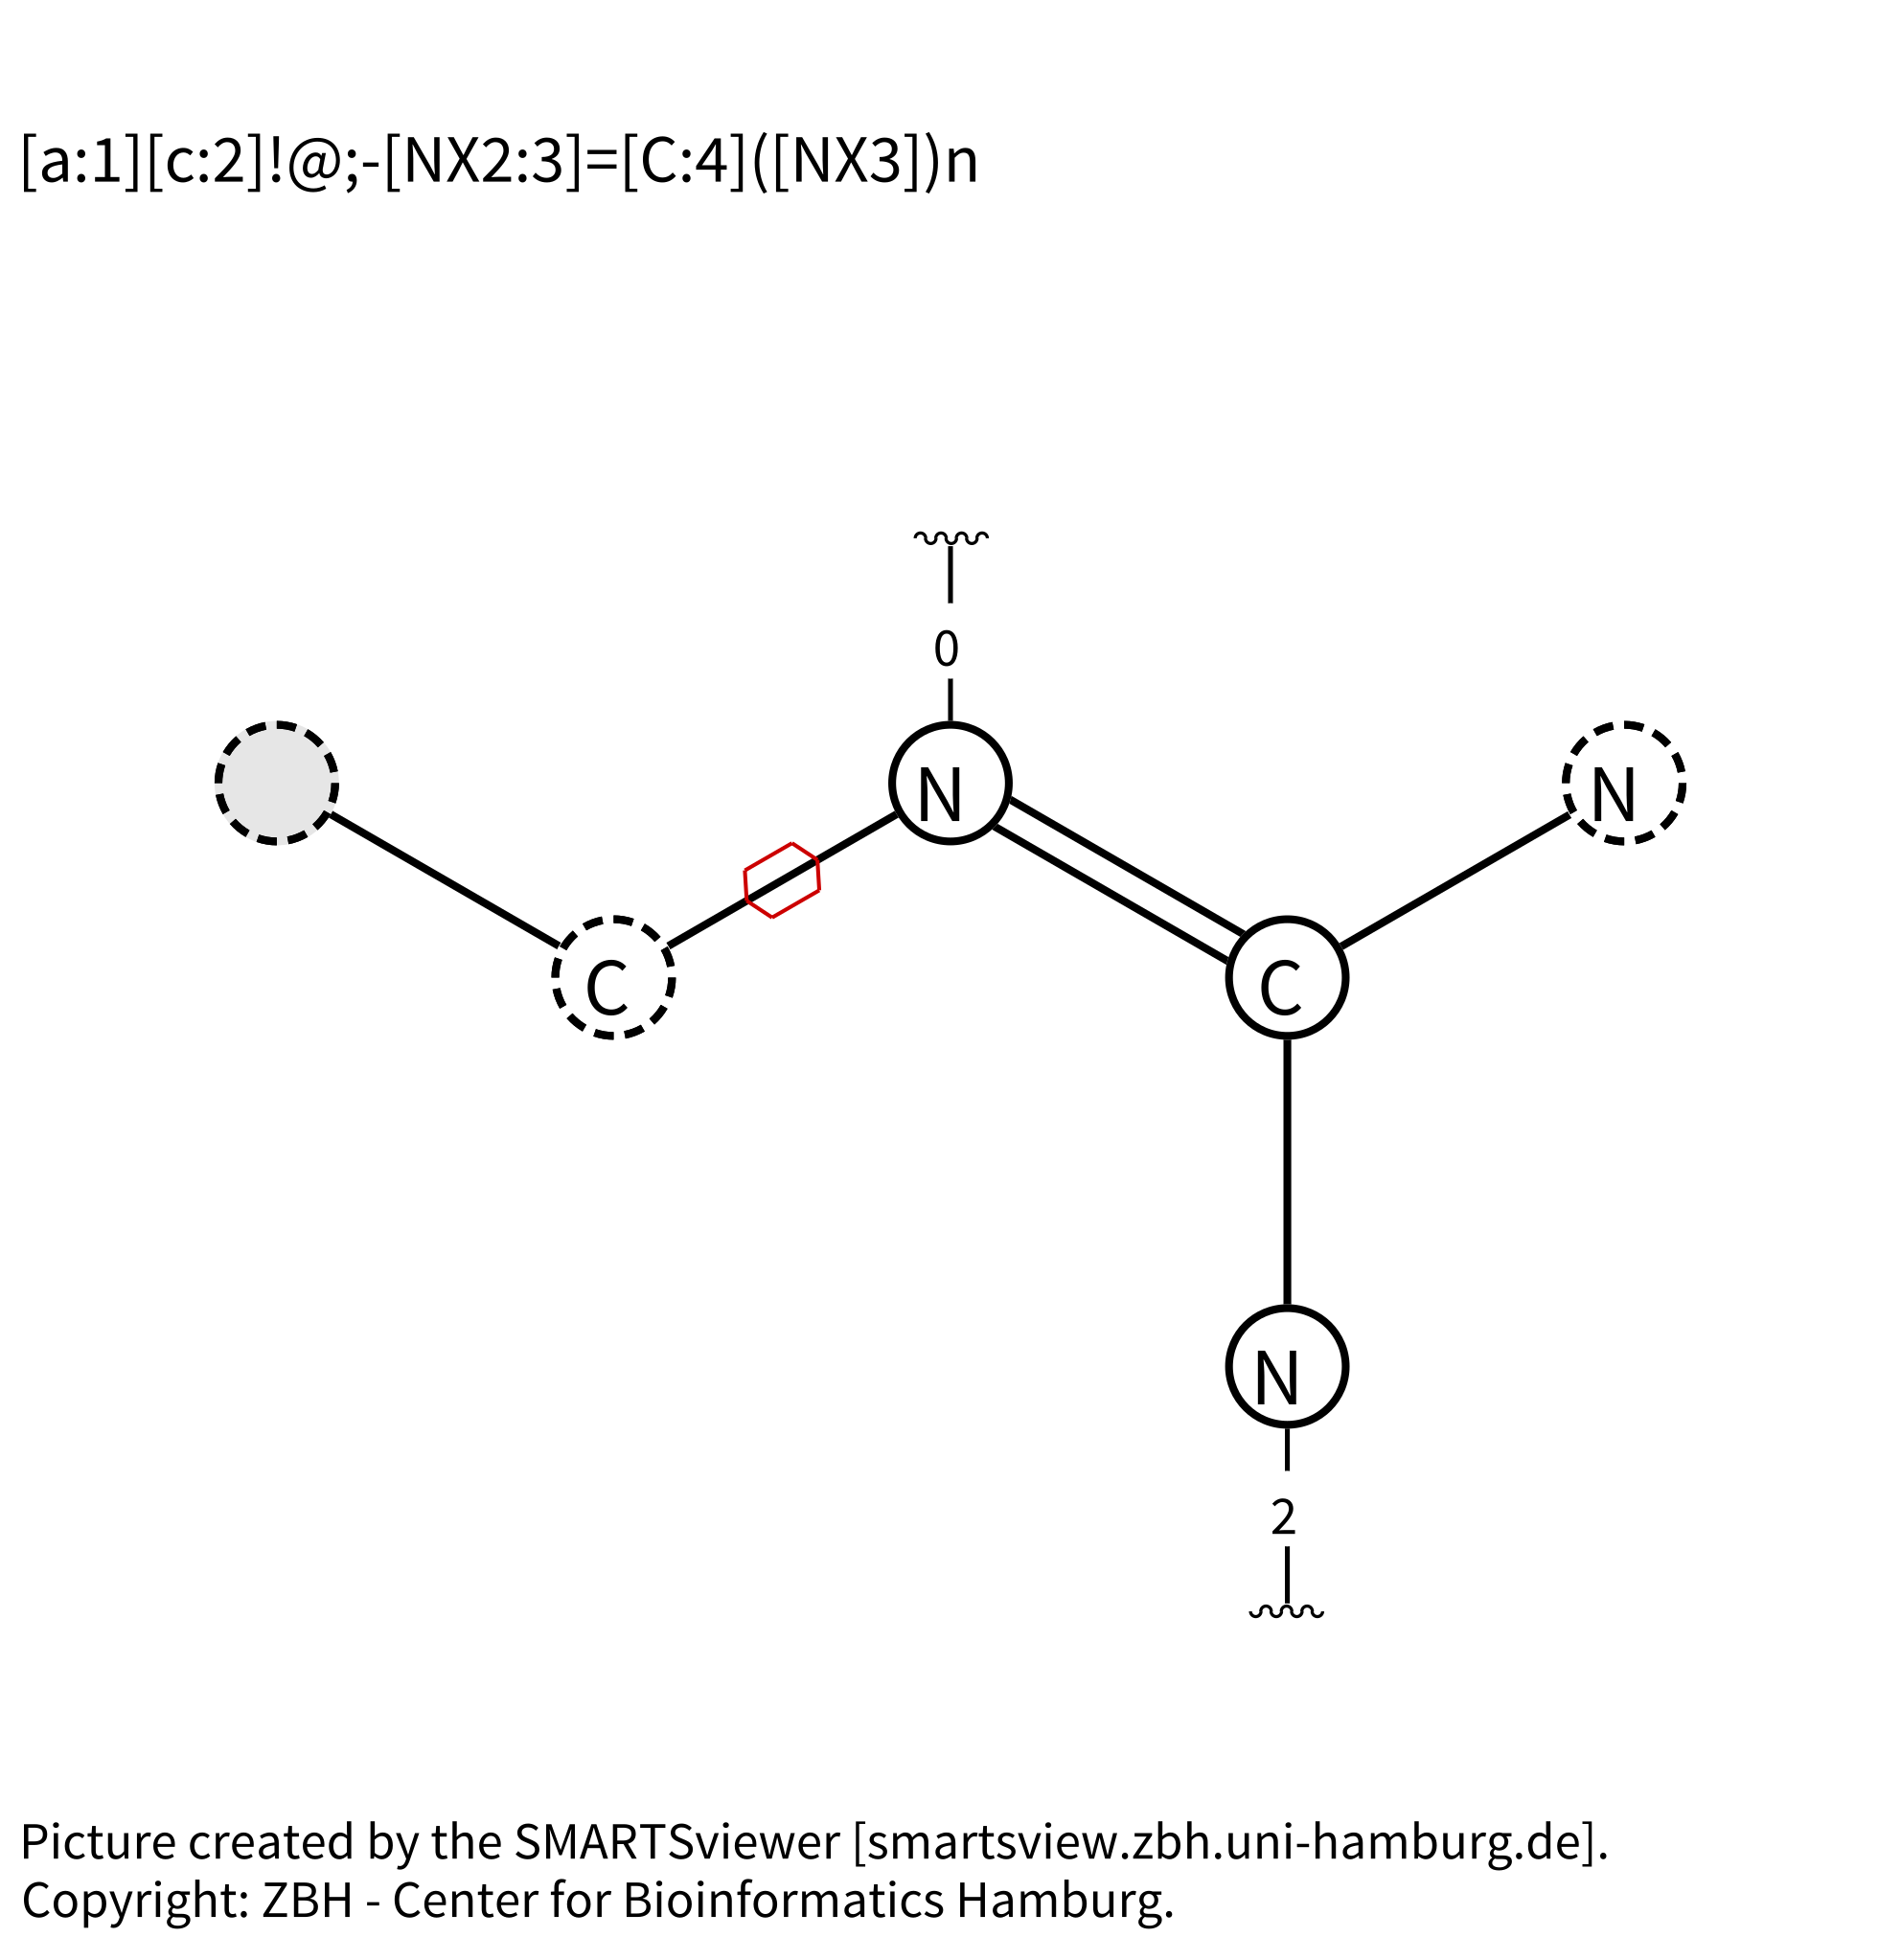 [a:1][c:2]!@;-[NX2:3]=[C:4]([NX3])n
0
N
N
C
C
N
2
Picture created by the SMARTSviewer [smartsview.zbh.uni-hamburg.de].
Copyright: ZBH - Center for Bioinformatics Hamburg.